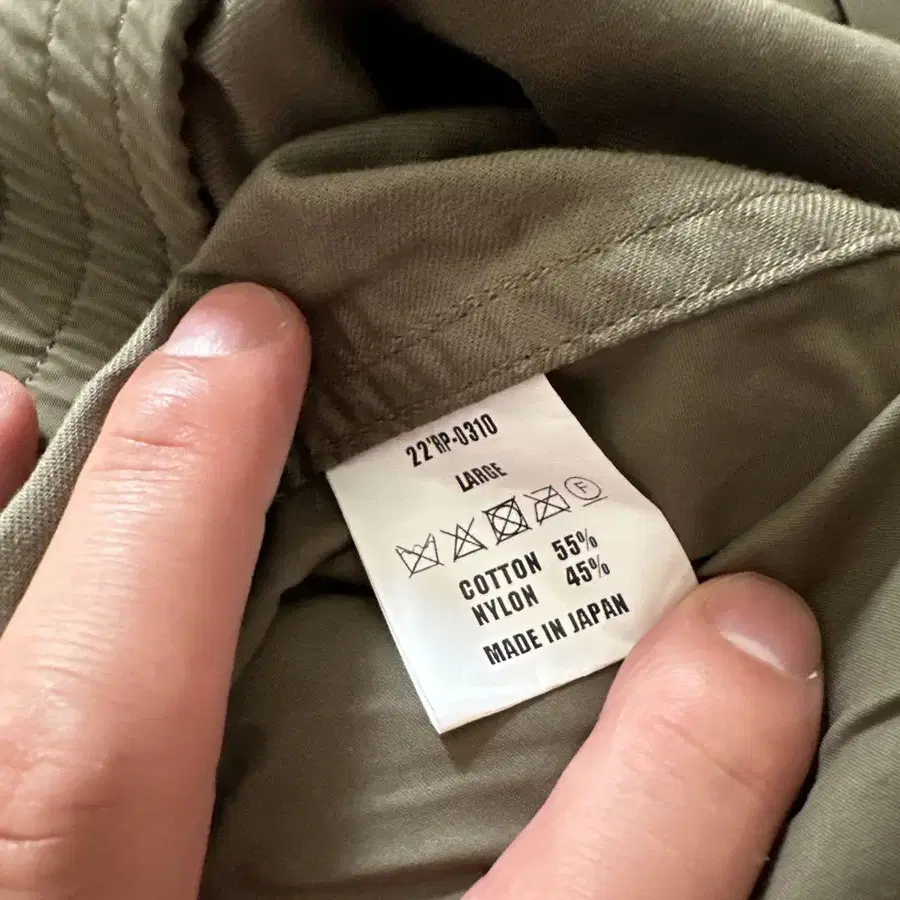 22'RP-0310
LARGE
F
COTTON 55%
NYLON 45%
MADE IN JAPAN